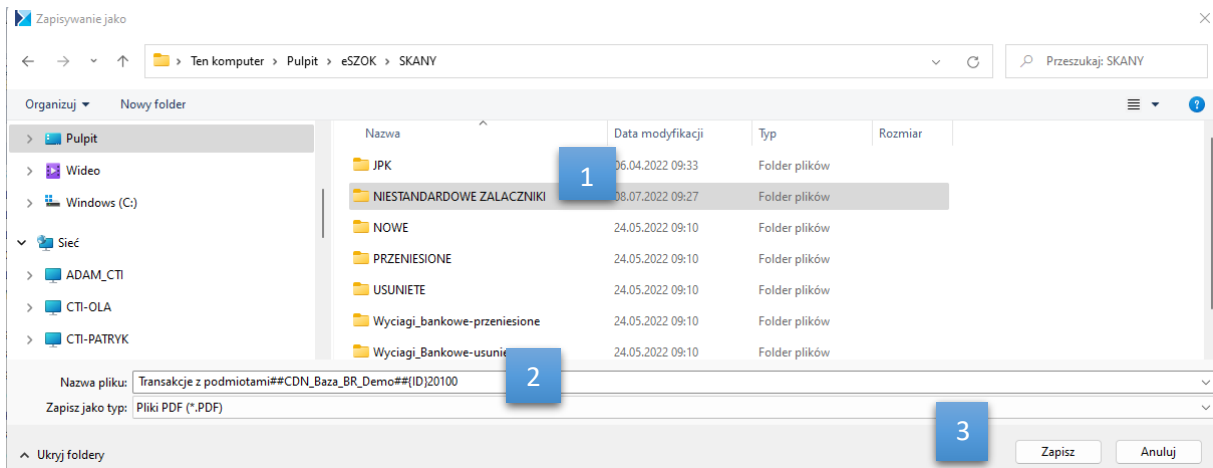 Zapisywanie jako
Ten komputer > Pulpit > eSZOK > SKANY
Przeszukaj: SKANY
Organizuj Nowy folder
Nazwa Data modyfikacji Typ Rozmiar
Pulpit
Wideo
Windows (C:)
Sieć
ADAM_CTI
CTI-OLA
CTI-PATRYK
JPK 06.04.2022 09:33 Folder plików
1
NIESTANDARDOWE ZALACZNIKI 08.07.2022 09:27 Folder plików
NOWE 24.05.2022 09:10 Folder plików
PRZENIESIONE 24.05.2022 09:10 Folder plików
USUNIETE 24.05.2022 09:10 Folder plików
Wyciagi_bankowe-przeniesione 24.05.2022 09:10 Folder plików
24.05.2022 09:10 Folder plików
2
Nazwa pliku: Transakcje z podmiotami##CDN_Baza_BR_Demo##{ID}20100
Zapisz jako typ: Pliki PDF (*.PDF)
3
Ukryj foldery Zapisz Anuluj